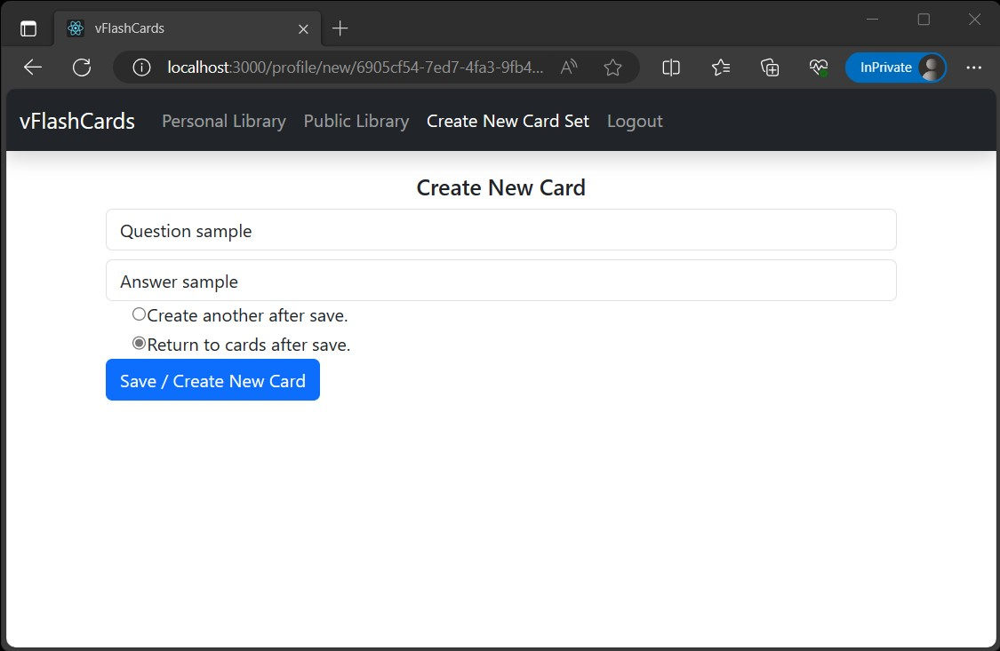 vFlashCards
localhost:3000/profile/new/6905cf54-7ed7-4fa3-9fb4...
InPrivate
vFlashCards Personal Library Public Library Create New Card Set Logout
Create New Card
Question sample
Answer sample
Create another after save.
Return to cards after save.
Save / Create New Card